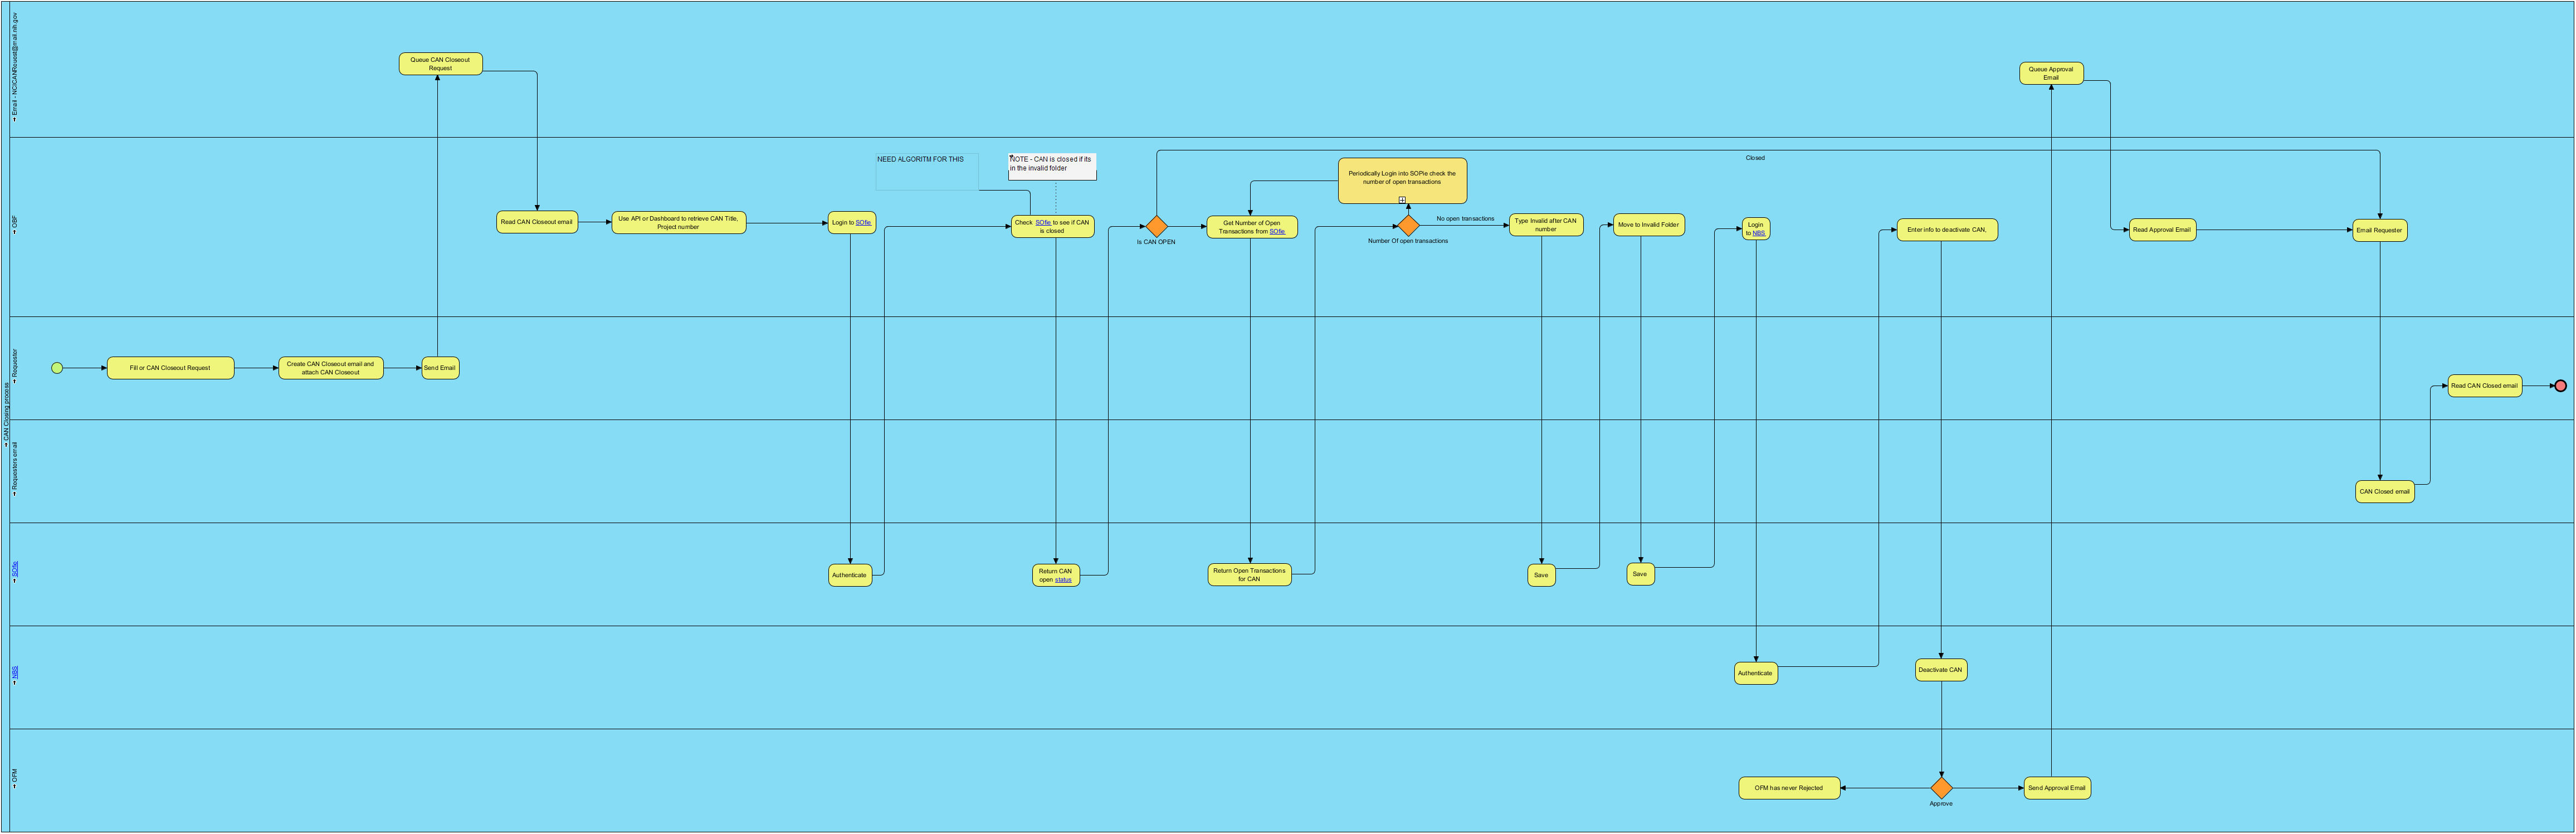 CAN Closing process
Email - NCICANReuest@mail.nih.gov
Queue CAN Closeout
Request
Queue Approval
Email
OBF
Read CAN Closeout email
Use API or Dashboard to retrieve CAN Title,
Project number
Login to SOfie
NEED ALGORITM FOR THIS
NOTE - CAN is closed if its
in the invalid folder
Check SOfie to see if CAN
is closed
Is CAN OPEN
Closed
Get Number of Open
Transactions from SOfie
Periodically Login into SOPie check the
number of open transactions
Number Of open transactions
No open transactions
Type Invalid after CAN
number
Move to Invalid Folder
Login
to NBS
Enter info to deactivate CAN,
Read Approval Email
Email Requester
Requestor
Fill or CAN Closeout Request
Create CAN Closeout email and
attach CAN Closeout
Send Email
Read CAN Closed email
Requesters email
CAN Closed email
SOfie
Authenticate
Return CAN
open status
Return Open Transactions
for CAN
Save
Save
NBS
Authenticate
Deactivate CAN
OFM
OFM has never Rejected
Approve
Send Approval Email